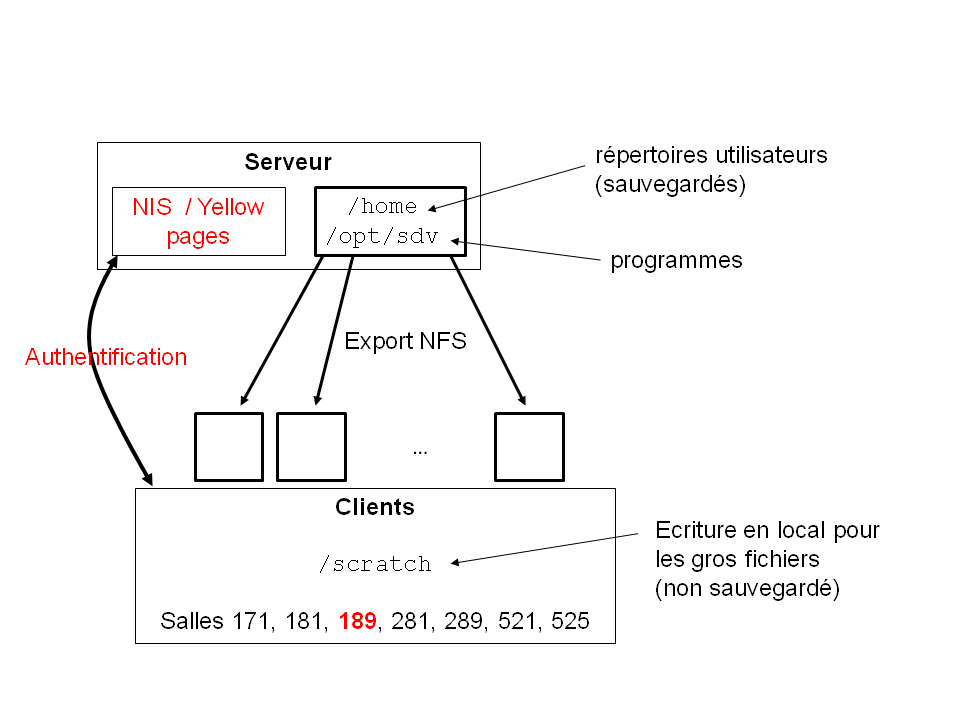 Serveur
NIS / Yellow
pages
/home
/opt/sdv
répertoires utilisateurs
(sauvegardés)
programmes
Export NFS
Authentification
...
Clients
/scratch
Ecriture en local pour
les gros fichiers
(non sauvegardé)
Salles 171, 181, 189, 281, 289, 521, 525